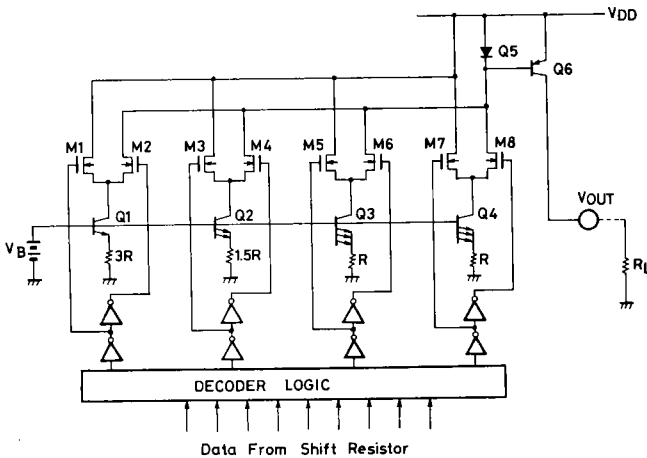 VDD
Q5
Q6
M1 M2 M3 M4 M5 M6 M7 M8
VOUT
Q1 Q2 Q3 Q4
VB
3R 1.5R R R
RL
DECODER LOGIC
Data From Shift Resistor